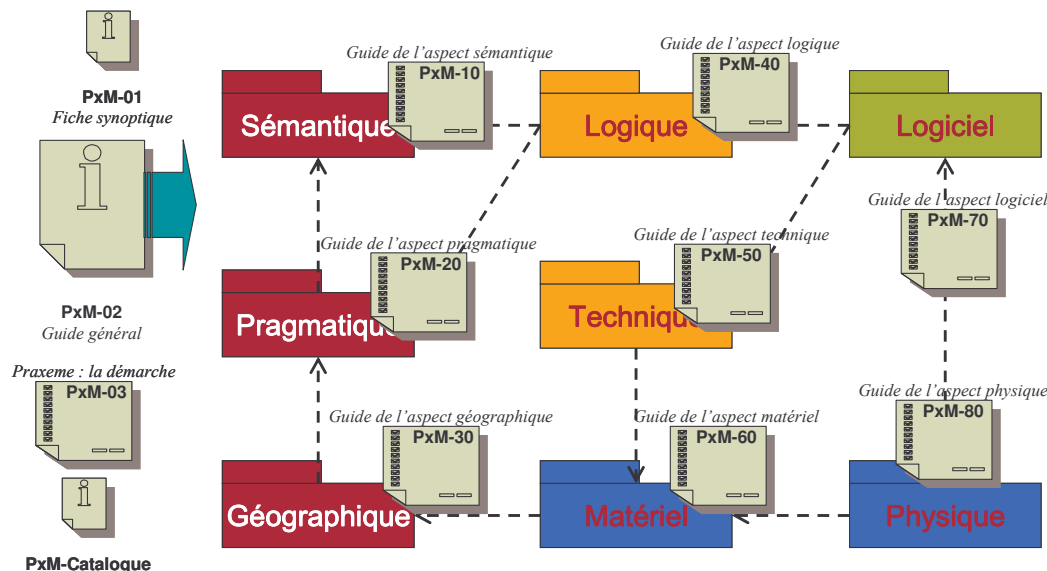 PxM-01
Fiche synoptique
PxM-02
Guide général
Praxeme : la démarche
PxM-03
PxM-Catalogue
Guide de l’aspect sémantique
PxM-10
Sémantique
Guide de l’aspect logique
PxM-40
Logique
Logiciel
Guide de l’aspect pragmatique
PxM-20
Pragmatique
Guide de l’aspect technique
PxM-50
Technique
Guide de l’aspect logiciel
PxM-70
Guide de l’aspect géographique
PxM-30
Géographique
Guide de l’aspect matériel
PxM-60
Matériel
Guide de l’aspect physique
PxM-80
Physique